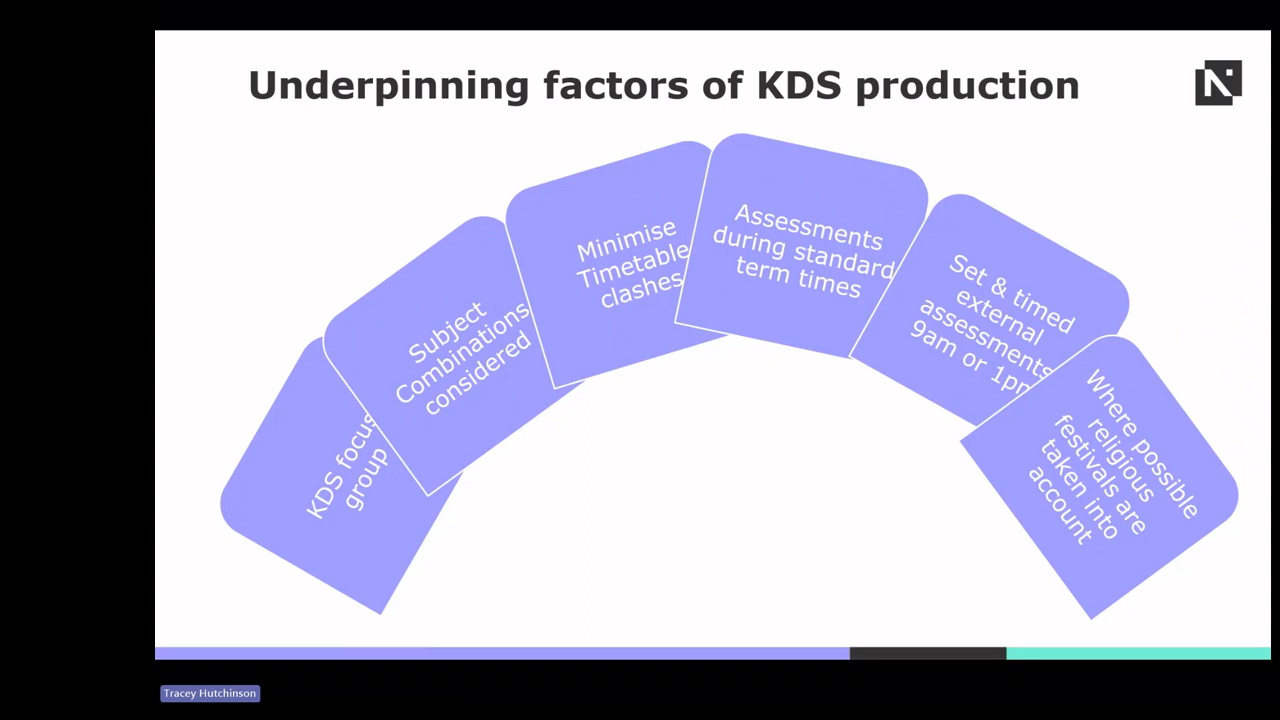 Underpinning factors of KDS production
N
KDS focus
group
Subject
Combinations
considered
Minimise
Timetable
clashes
Assessments
during standard
term times
Set & timed
external
assessments
9am or 1pm
Where possible
religious
festivals are
taken into
account
Tracey Hutchinson